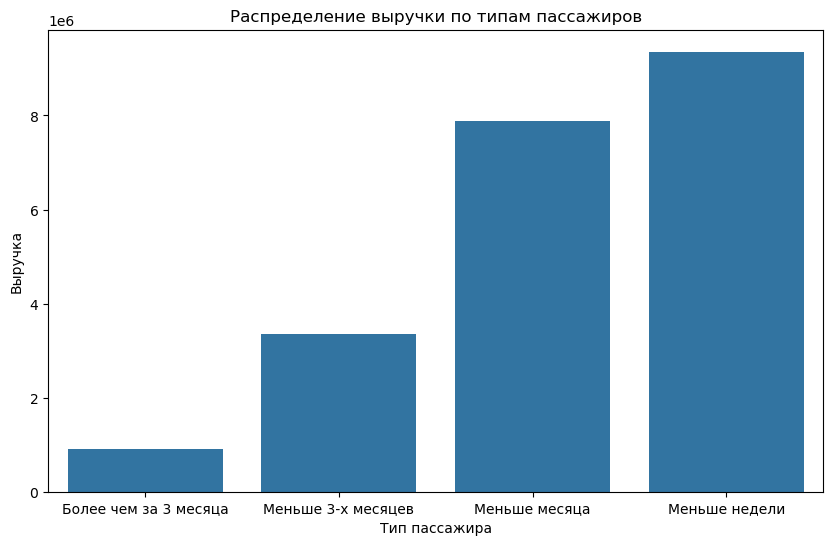 Распределение выручки по типам пассажиров
1e6
8
6
4
2
0
Выручка
Более чем за 3 месяца
Меньше 3-х месяцев
Меньше месяца
Меньше недели
Тип пассажира